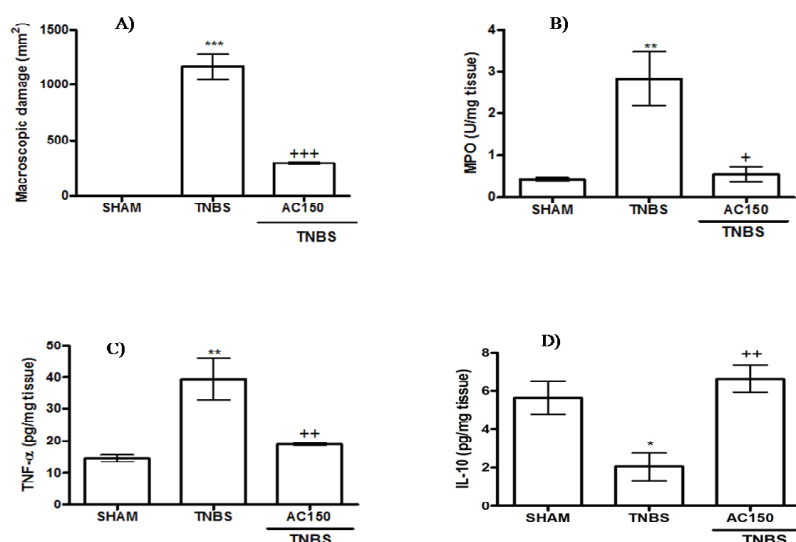 A)
Macroscopic damage (mm²)
1500
1000
500
0
***
+++
SHAM
TNBS
AC150
TNBS
B)
MPO (U/mg tissue)
4
3
2
1
0
**
+
SHAM
TNBS
AC150
TNBS
C)
TNF-α (pg/mg tissue)
50
40
30
20
10
0
**
++
SHAM
TNBS
AC150
TNBS
D)
IL-10 (pg/mg tissue)
8
6
4
2
0
*
++
SHAM
TNBS
AC150
TNBS